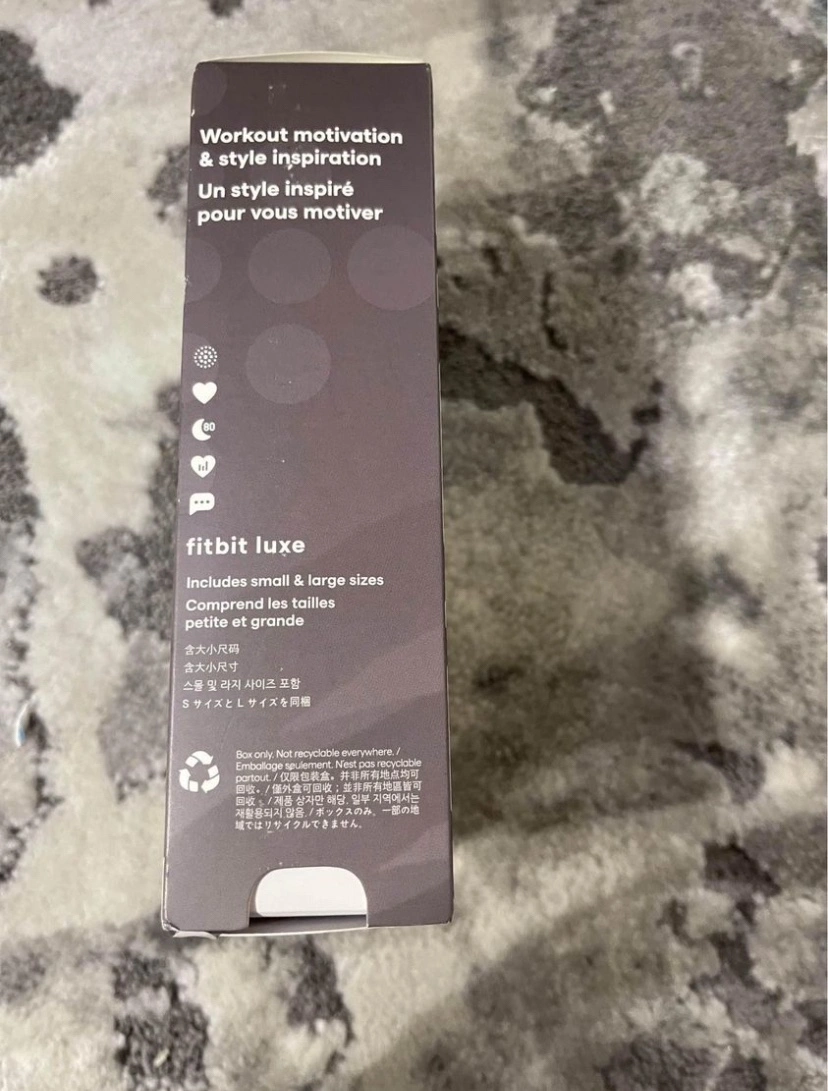 Workout motivation
& style inspiration
Un style inspiré
pour vous motiver
80
fitbit luxe
Includes small & large sizes
Comprend les tailles
petite et grande
含大小尺码
含大小尺寸
스몰 및 라지 사이즈 포함
S サイズと L サイズを同梱
Box only. Not recyclable everywhere. /
Emballage seulement. N'est pas recyclable
partout. / 仅限包装盒。并非所有地点均可
回收。/ 僅外盒可回收；並非所有地區皆可
回收。/ 제품 상자만 해당. 일부 지역에서는
재활용되지 않음. / ボックスのみ。一部の地
域ではリサイクルできません。